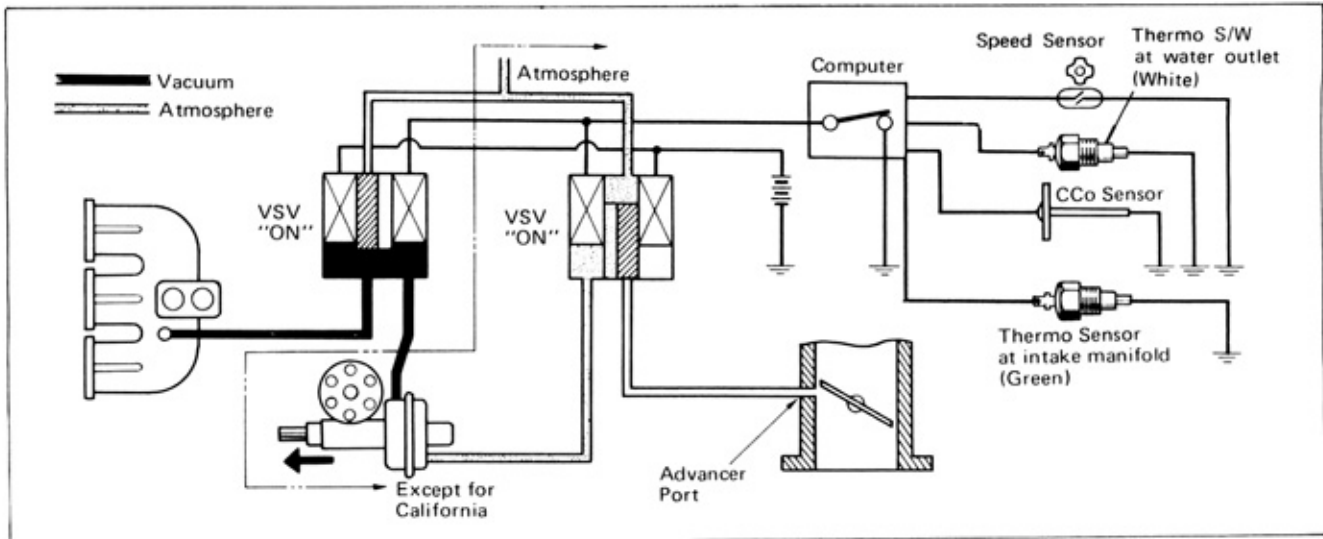 Vacuum
Atmosphere
Atmosphere
Computer
Speed Sensor
Thermo S/W
at water outlet
(White)
VSV
"ON"
VSV
"ON"
CCo Sensor
Thermo Sensor
at intake manifold
(Green)
Advancer
Port
Except for
California